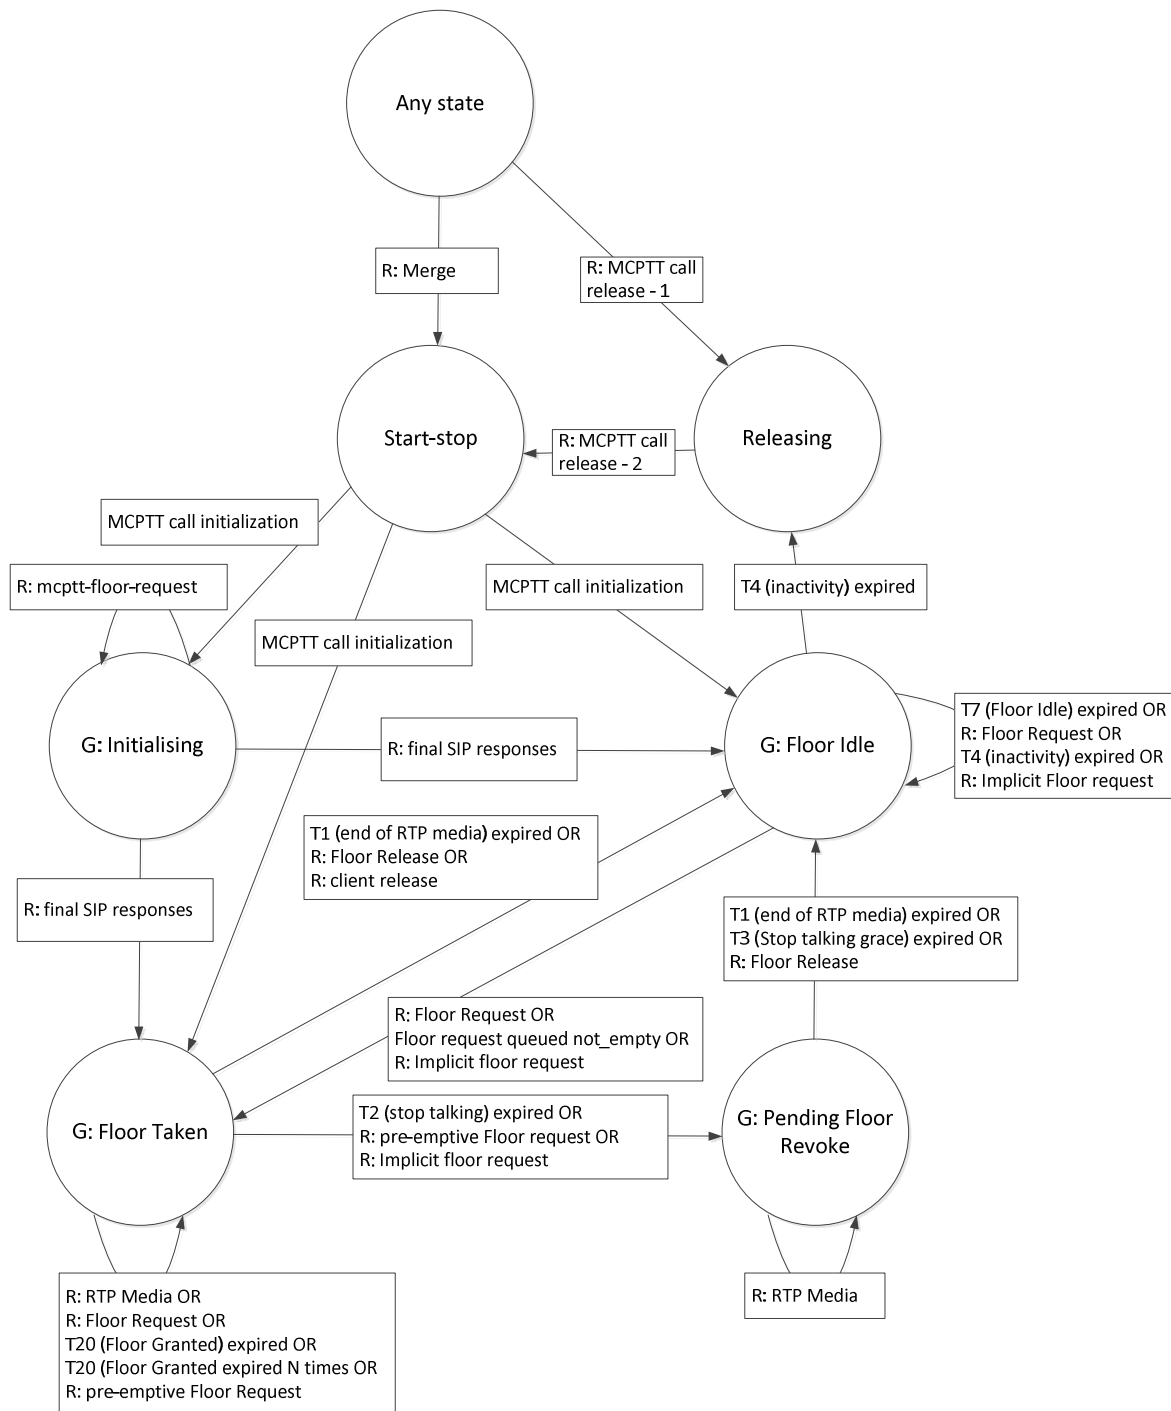 Any state
R: Merge
R: MCPTT call
release - 1
Start-stop
R: MCPTT call
release - 2
Releasing
MCPTT call initialization
R: mcptt-floor-request
MCPTT call initialization
T4 (inactivity) expired
MCPTT call initialization
G: Initialising
R: final SIP responses
G: Floor Idle
T7 (Floor Idle) expired OR
R: Floor Request OR
T4 (inactivity) expired OR
R: Implicit Floor request
T1 (end of RTP media) expired OR
R: Floor Release OR
R: client release
R: final SIP responses
T1 (end of RTP media) expired OR
T3 (Stop talking grace) expired OR
R: Floor Release
R: Floor Request OR
Floor request queued not_empty OR
R: Implicit floor request
G: Floor Taken
T2 (stop talking) expired OR
R: pre-emptive Floor request OR
R: Implicit floor request
G: Pending Floor
Revoke
R: RTP Media OR
R: Floor Request OR
T20 (Floor Granted) expired OR
T20 (Floor Granted expired N times OR
R: pre-emptive Floor Request
R: RTP Media